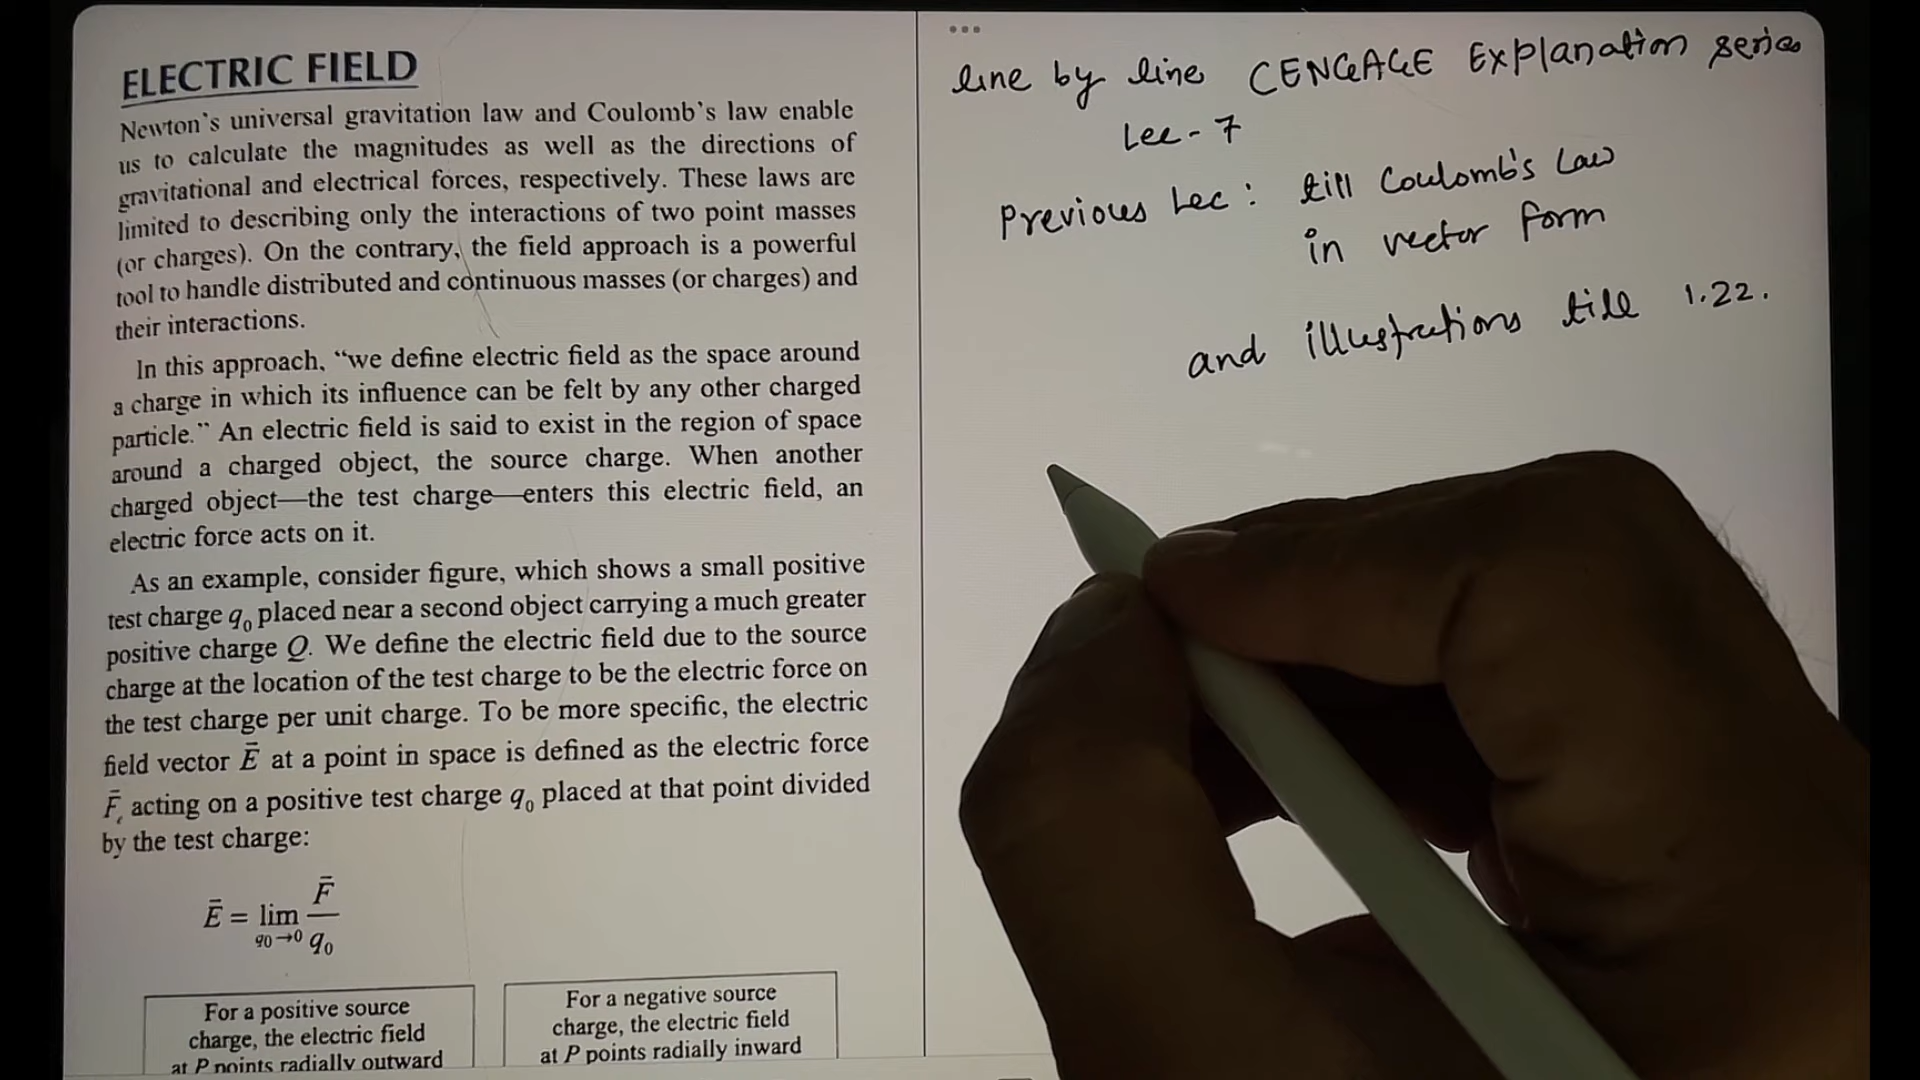 ELECTRIC FIELD
Newton's universal gravitation law and Coulomb's law enable
us to calculate the magnitudes as well as the directions of
gravitational and electrical forces, respectively. These laws are
limited to describing only the interactions of two point masses
(or charges). On the contrary, the field approach is a powerful
tool to handle distributed and continuous masses (or charges) and
their interactions.
In this approach, “we define electric field as the space around
a charge in which its influence can be felt by any other charged
particle.” An electric field is said to exist in the region of space
around a charged object, the source charge. When another
charged object—the test charge—enters this electric field, an
electric force acts on it.
As an example, consider figure, which shows a small positive
test charge q₀ placed near a second object carrying a much greater
positive charge Q. We define the electric field due to the source
charge at the location of the test charge to be the electric force on
the test charge per unit charge. To be more specific, the electric
field vector E̅ at a point in space is defined as the electric force
F̅ₑ acting on a positive test charge q₀ placed at that point divided
by the test charge:
E̅ = lim q₀→0 F̅/q₀
For a positive source
charge, the electric field
at P points radially outward
For a negative source
charge, the electric field
at P points radially inward
line by line CENGAGE Explanation series
Lec - 7
Previous Lec : till Coulomb's Law
in vector form
and illustrations till 1.22.